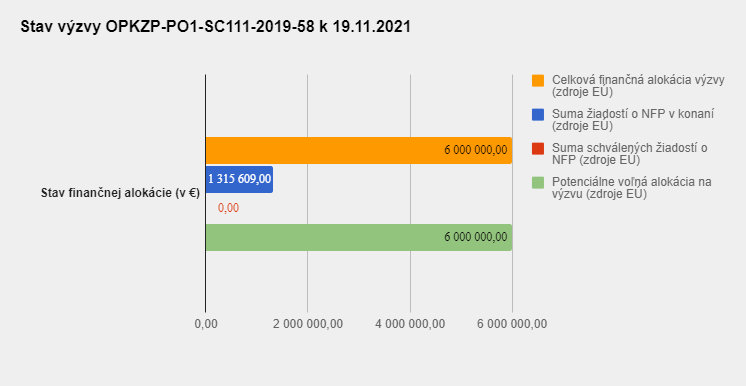 Stav výzvy OPKZP-PO1-SC111-2019-58 k 19.11.2021
Celková finančná alokácia výzvy
(zdroje EÚ)
Suma žiadostí o NFP v konaní
(zdroje EÚ)
Suma schválených žiadostí o
NFP (zdroje EÚ)
Potenciálne voľná alokácia na
výzvu (zdroje EÚ)
Stav finančnej alokácie (v €)
6 000 000,00
1 315 609,00
0,00
6 000 000,00
0,00
2 000 000,00
4 000 000,00
6 000 000,00